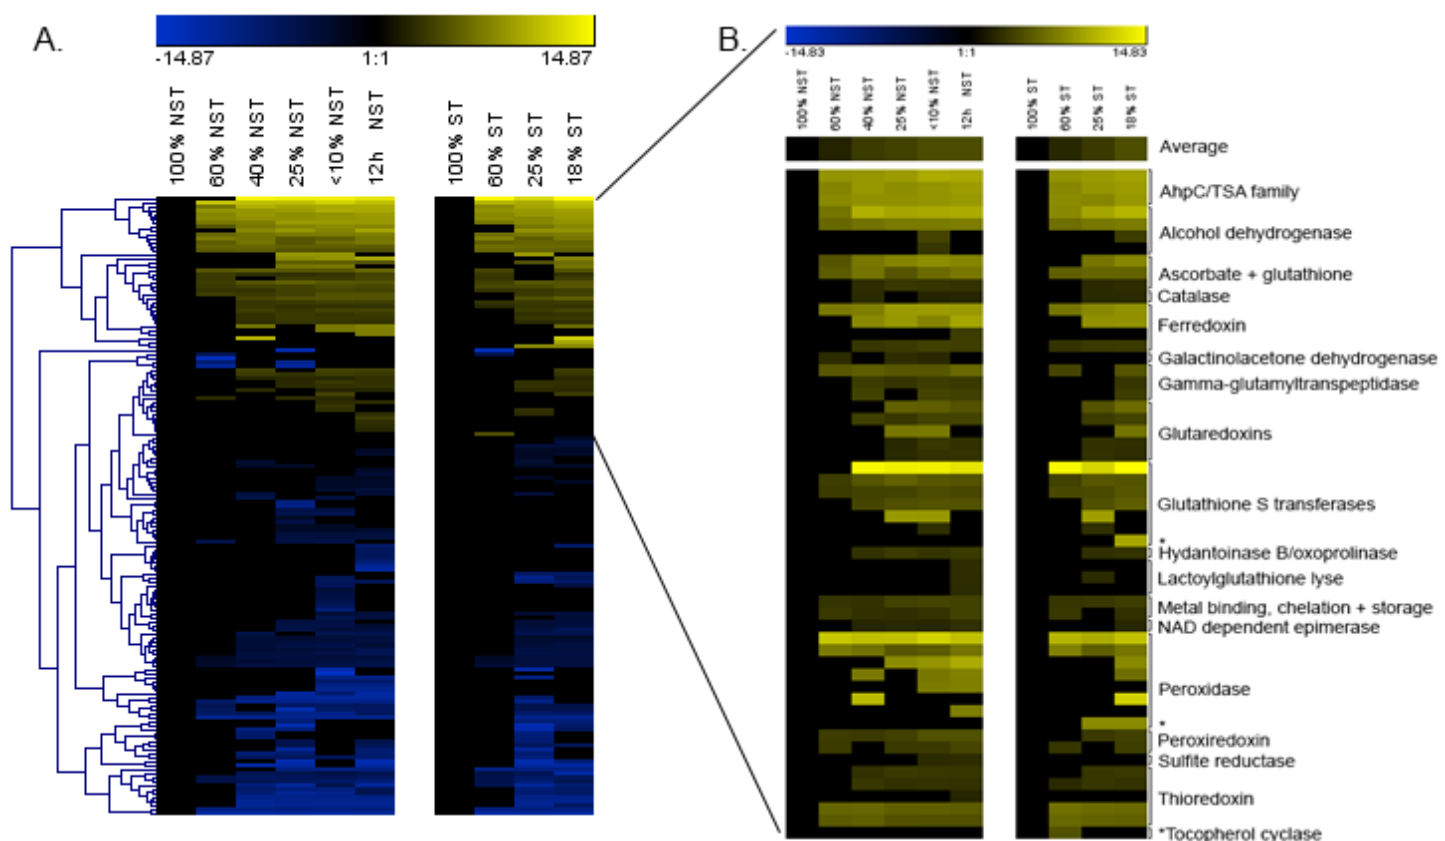 A.
-14.87 1:1 14.87
100% NST
60% NST
40% NST
25% NST
<10% NST
12h NST
100% ST
60% ST
25% ST
18% ST
B.
-14.83 1:1 14.83
100% NST
60% NST
40% NST
25% NST
<10% NST
12h NST
100% ST
60% ST
25% ST
18% ST
Average
AhpC/TSA family
Alcohol dehydrogenase
Ascorbate + glutathione
Catalase
Ferredoxin
Galactinolacetone dehydrogenase
Gamma-glutamyltranspeptidase
Glutaredoxins
Glutathione S transferases
*
Hydantoinase B/oxoprolinase
Lactoylglutathione lyse
Metal binding, chelation + storage
NAD dependent epimerase
Peroxidase
*
Peroxiredoxin
Sulfite reductase
Thioredoxin
*Tocopherol cyclase